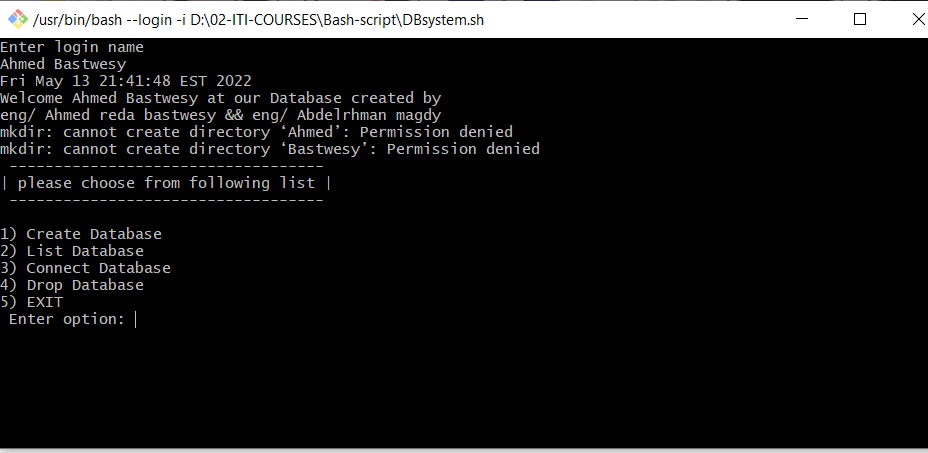 /usr/bin/bash --login -i D:\02-ITI-COURSES\Bash-script\DBsystem.sh
Enter login name
Ahmed Bastwesy
Fri May 13 21:41:48 EST 2022
Welcome Ahmed Bastwesy at our Database created by
eng/ Ahmed reda bastwesy && eng/ Abdelrhman magdy
mkdir: cannot create directory ‘Ahmed’: Permission denied
mkdir: cannot create directory ‘Bastwesy’: Permission denied
 -----------------------------------
| please choose from following list |
 -----------------------------------
1) Create Database
2) List Database
3) Connect Database
4) Drop Database
5) EXIT
 Enter option: